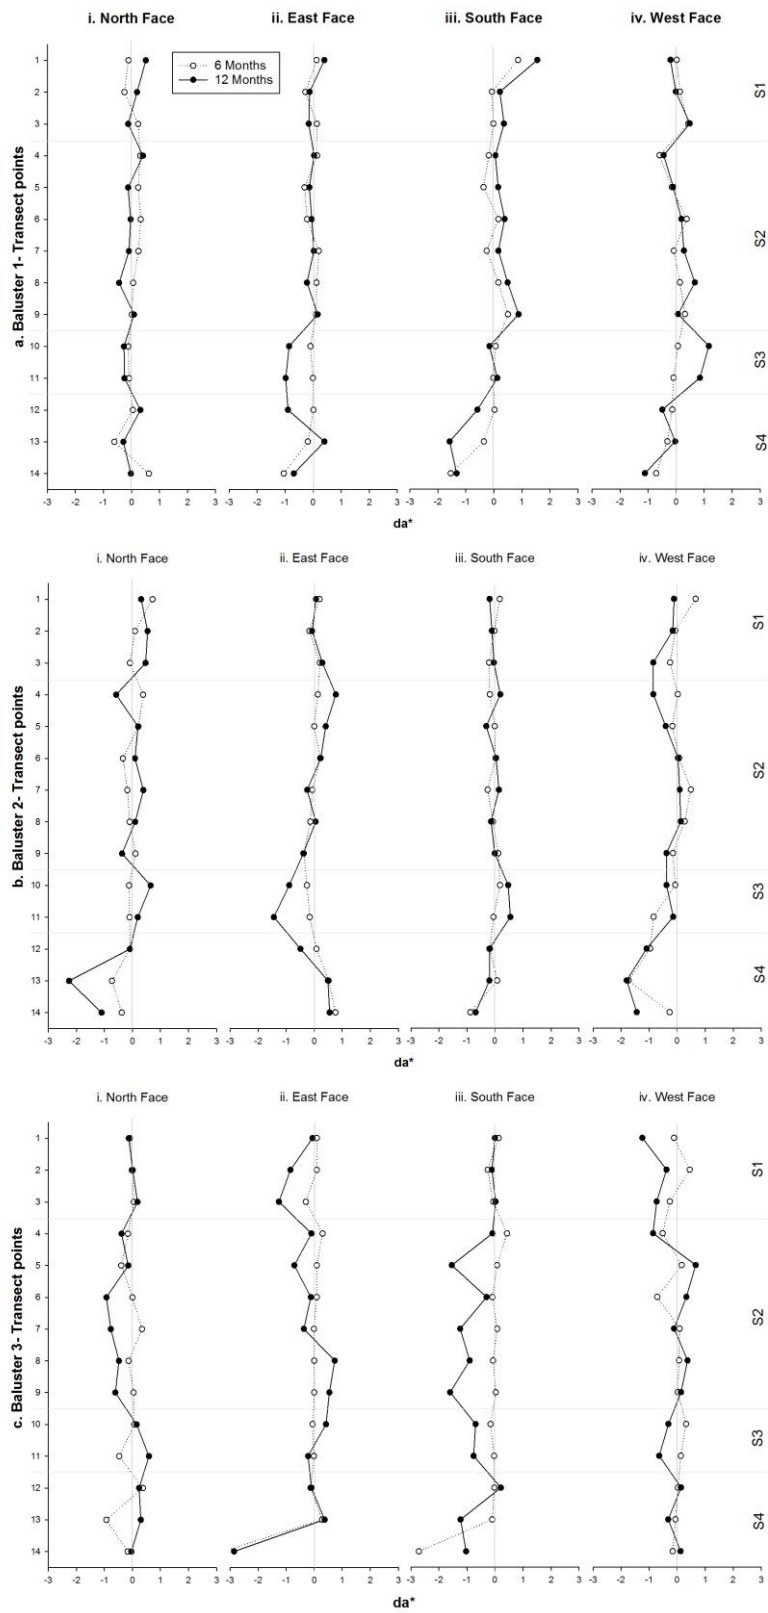 i. North Face ii. East Face iii. South Face iv. West Face
6 Months
12 Months
a. Baluster 1- Transect points
1
2
3
4
5
6
7
8
9
10
11
12
13
14
S1
S2
S3
S4
-3 -2 -1 0 1 2 3 -3 -2 -1 0 1 2 3 -3 -2 -1 0 1 2 3 -3 -2 -1 0 1 2 3
da*
i. North Face ii. East Face iii. South Face iv. West Face
b. Baluster 2- Transect points
1
2
3
4
5
6
7
8
9
10
11
12
13
14
S1
S2
S3
S4
-3 -2 -1 0 1 2 3 -3 -2 -1 0 1 2 3 -3 -2 -1 0 1 2 3 -3 -2 -1 0 1 2 3
da*
i. North Face ii. East Face iii. South Face iv. West Face
c. Baluster 3- Transect points
1
2
3
4
5
6
7
8
9
10
11
12
13
14
S1
S2
S3
S4
-3 -2 -1 0 1 2 3 -3 -2 -1 0 1 2 3 -3 -2 -1 0 1 2 3 -3 -2 -1 0 1 2 3
da*